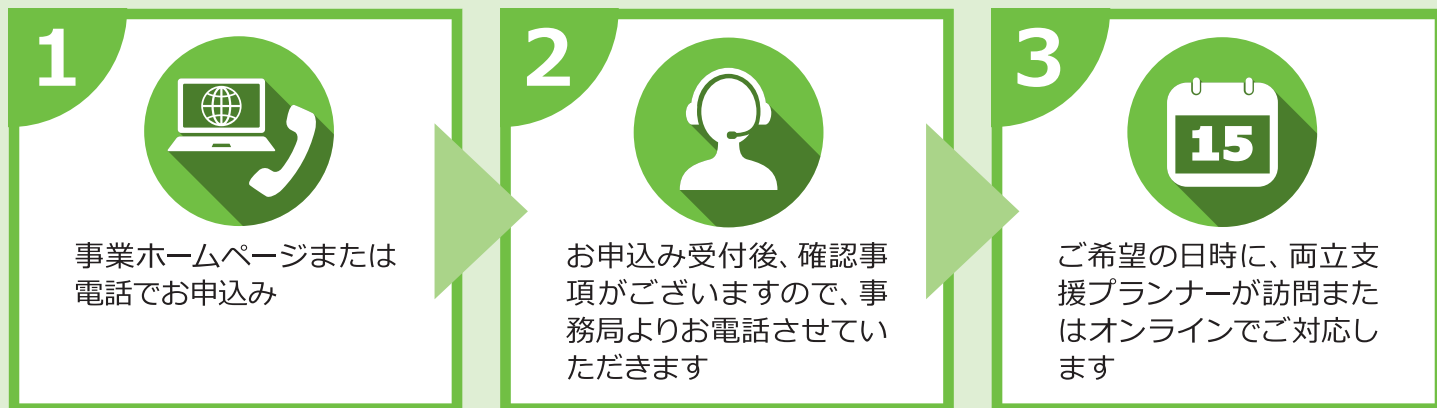 1
事業ホームページまたは
電話でお申込み
2
お申込み受付後、確認事
項がございますので、事
務局よりお電話させてい
ただきます
3
15
ご希望の日時に、両立支
援プランナーが訪問また
はオンラインでご対応し
ます